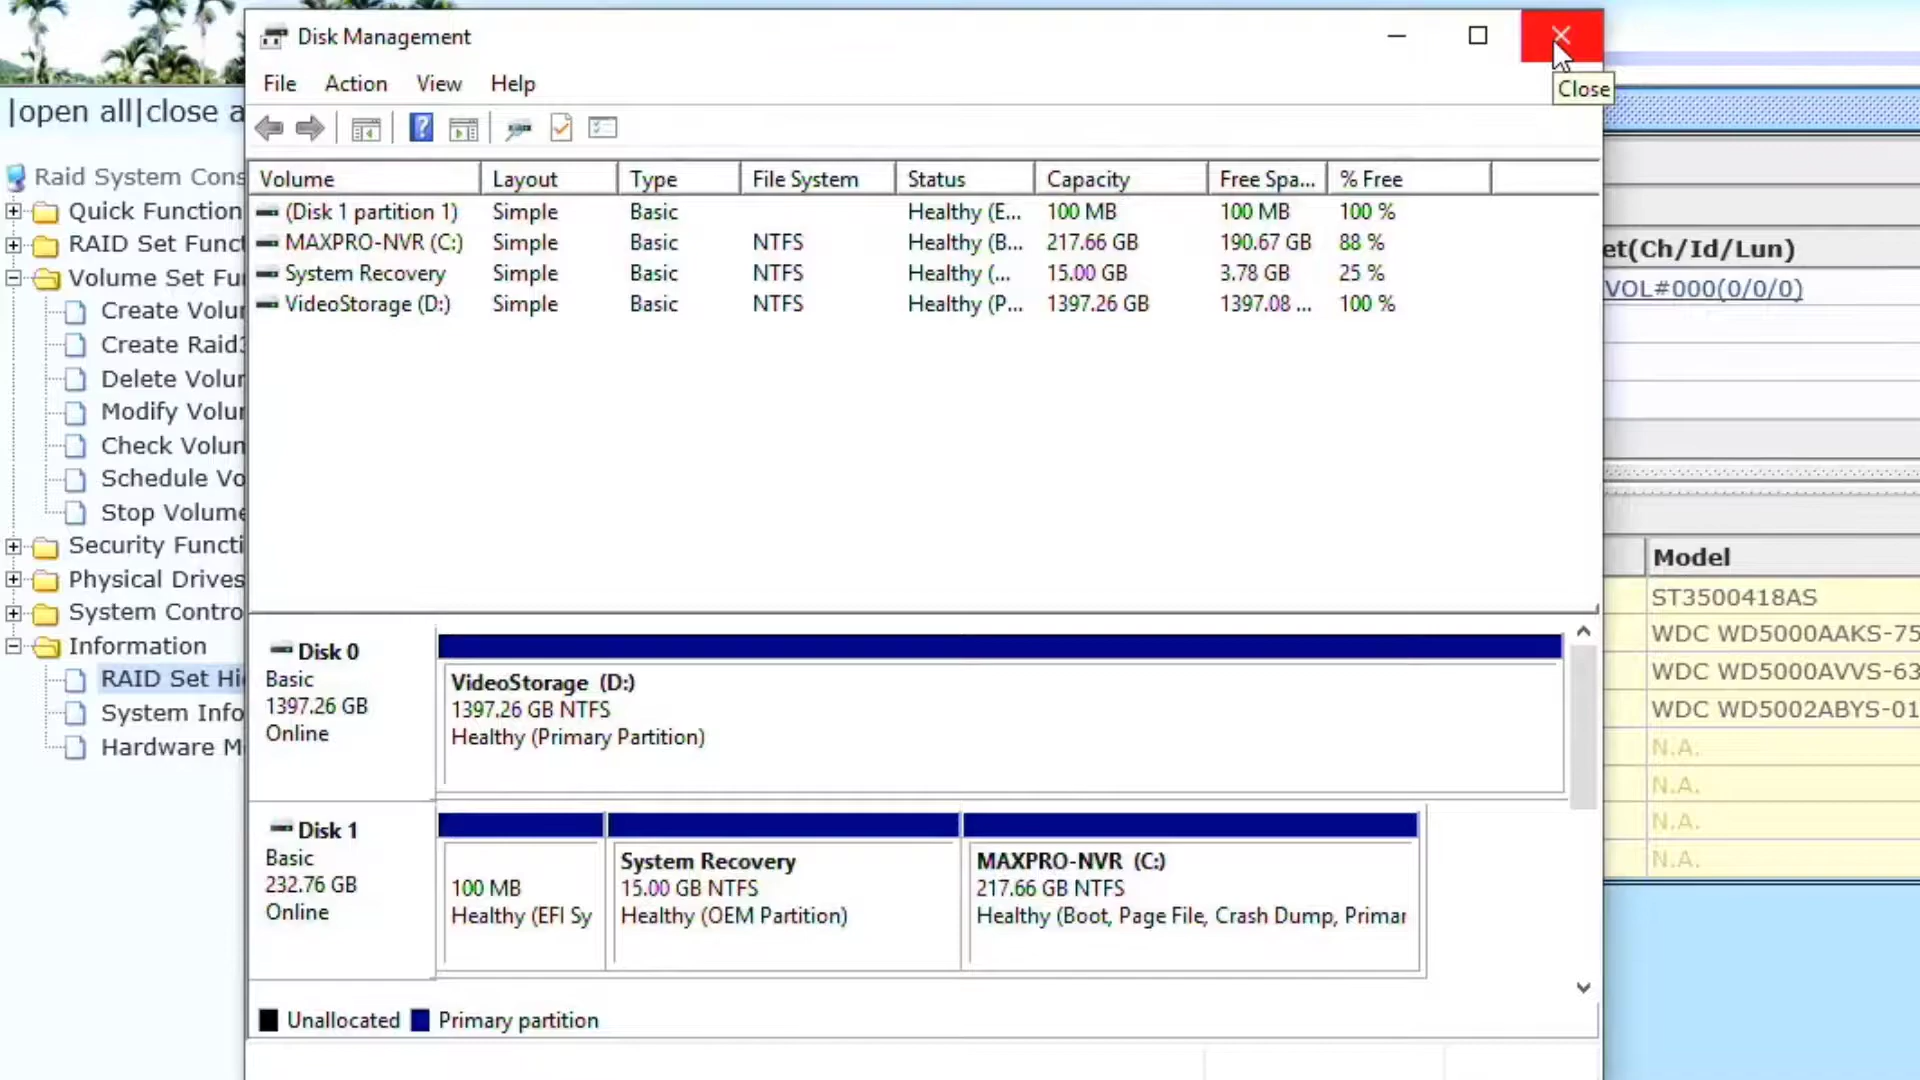 Disk Management
Close
File Action View Help
|open all|close a
Volume Layout Type File System Status Capacity Free Spa... % Free
(Disk 1 partition 1) Simple Basic Healthy (E... 100 MB 100 MB 100 %
MAXPRO-NVR (C:) Simple Basic NTFS Healthy (B... 217.66 GB 190.67 GB 88 %
System Recovery Simple Basic NTFS Healthy (... 15.00 GB 3.78 GB 25 %
VideoStorage (D:) Simple Basic NTFS Healthy (P... 1397.26 GB 1397.08 ... 100 %
Raid System Cons
Quick Function
RAID Set Funct
Volume Set Fu
Create Volu
Create Raid3
Delete Volu
Modify Volu
Check Volu
Schedule Vo
Stop Volume
Security Functi
Physical Drives
System Contro
Information
RAID Set Hi
System Info
Hardware M
Disk 0
Basic
1397.26 GB
Online
VideoStorage (D:)
1397.26 GB NTFS
Healthy (Primary Partition)
Disk 1
Basic
232.76 GB
Online
100 MB
Healthy (EFI Sy
System Recovery
15.00 GB NTFS
Healthy (OEM Partition)
MAXPRO-NVR (C:)
217.66 GB NTFS
Healthy (Boot, Page File, Crash Dump, Primar
Unallocated Primary partition
et(Ch/Id/Lun)
VOL#000(0/0/0)
Model
ST3500418AS
WDC WD5000AAKS-75
WDC WD5000AVVS-63
WDC WD5002ABYS-01
N.A.
N.A.
N.A.
N.A.